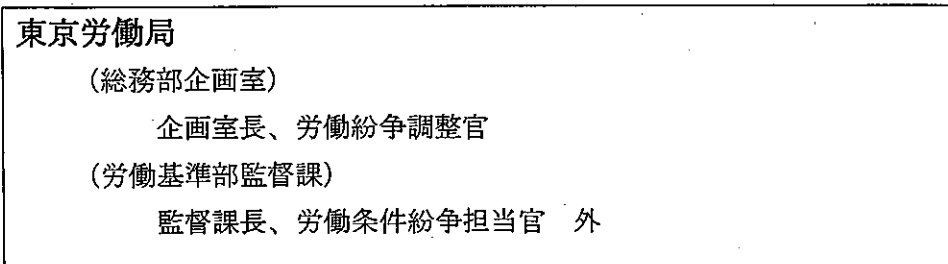 東京労働局
(総務部企画室)
企画室長、労働紛争調整官
(労働基準部監督課)
監督課長、労働条件紛争担当官　外